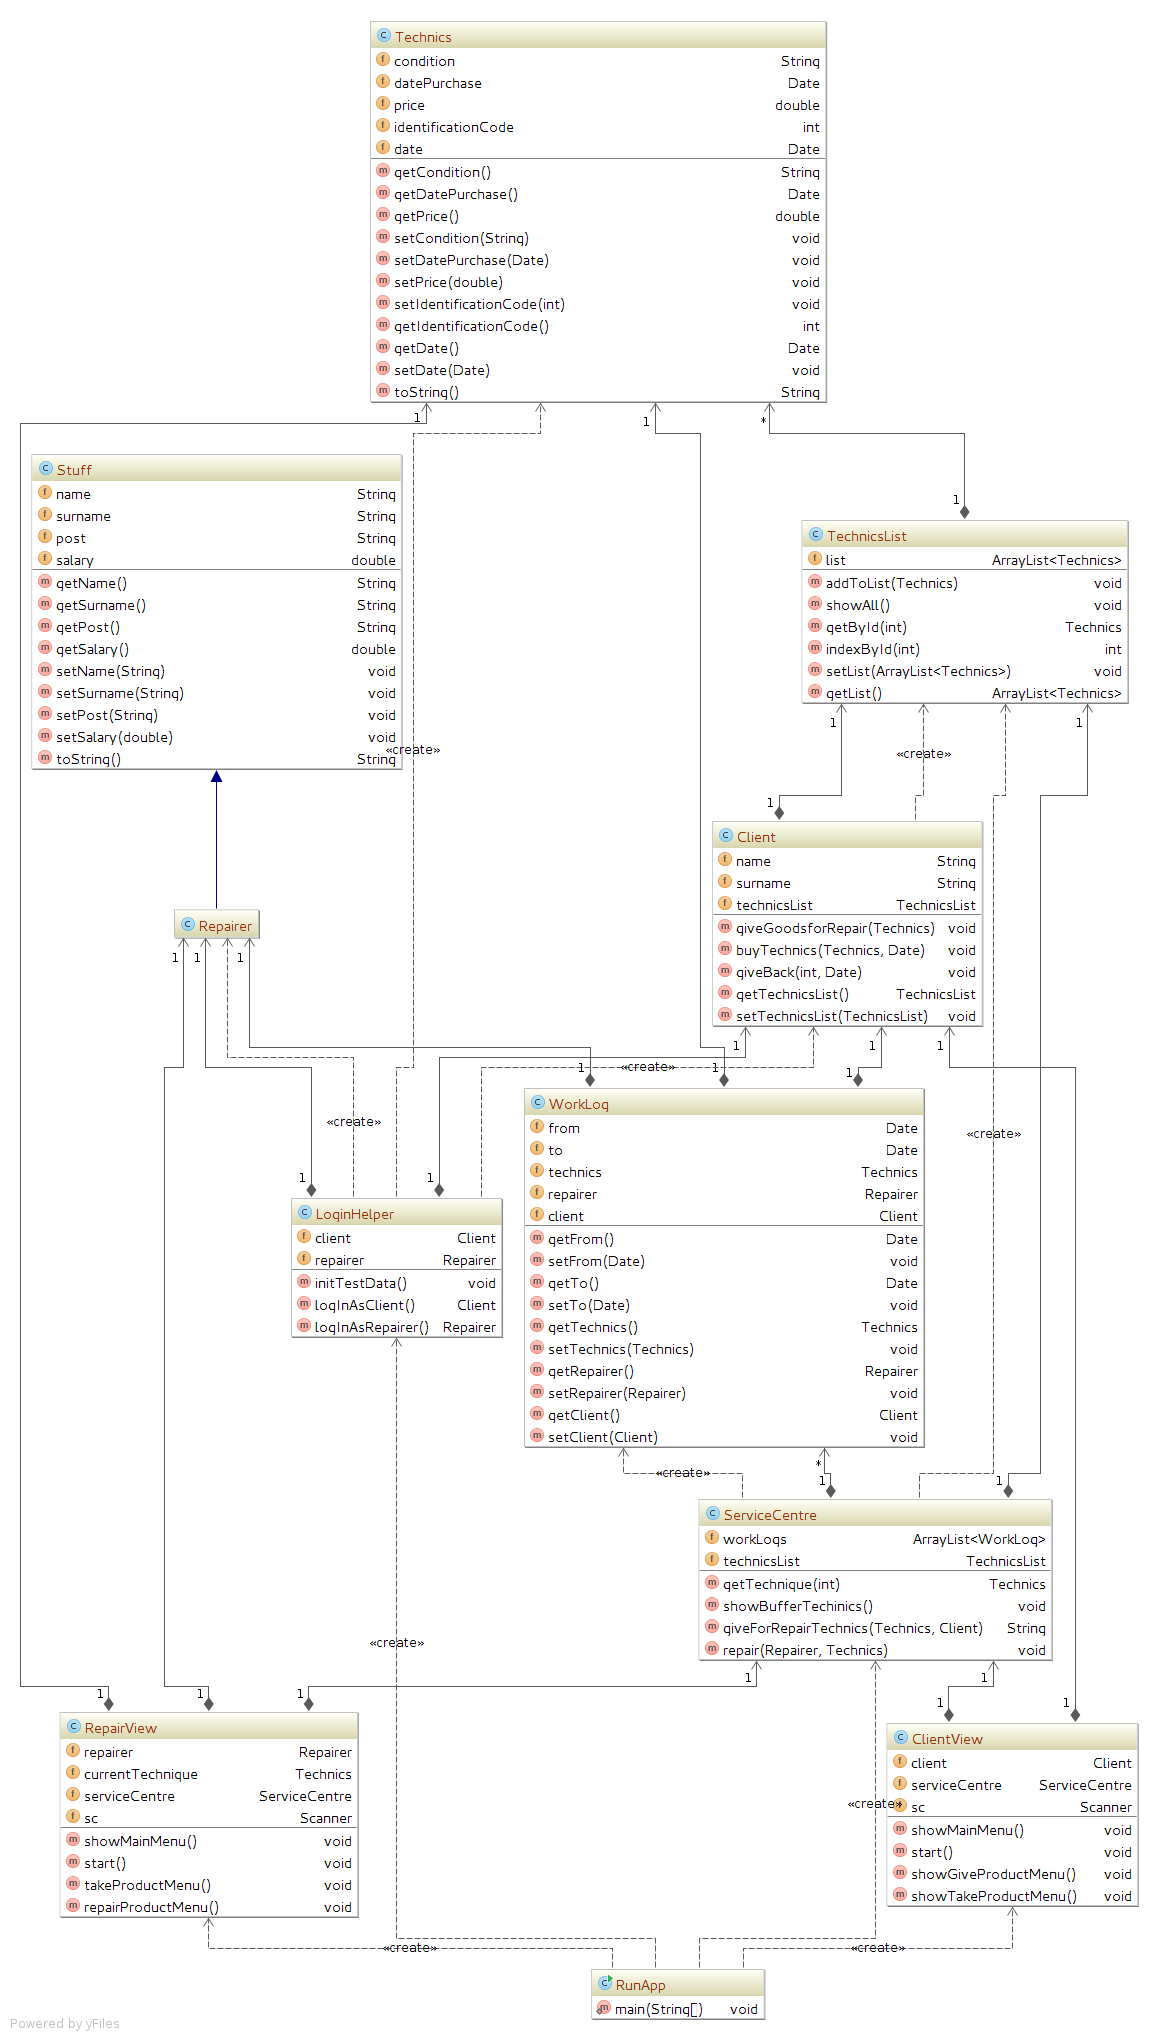 Technics
condition String
datePurchase Date
price double
identificationCode int
date Date
getCondition() String
getDatePurchase() Date
getPrice() double
setCondition(String) void
setDatePurchase(Date) void
setPrice(double) void
setIdentificationCode(int) void
getIdentificationCode() int
getDate() Date
setDate(Date) void
toString() String
1
1
*
Stuff
name String
surname String
post String
salary double
getName() String
getSurname() String
getPost() String
getSalary() double
setName(String) void
setSurname(String) void
setPost(String) void
setSalary(double) void
toString() String
«create»
1
TechnicsList
list ArrayList<Technics>
addToList(Technics) void
showAll() void
getById(int) Technics
indexById(int) int
setList(ArrayList<Technics>) void
getList() ArrayList<Technics>
1
1
«create»
1
Client
name String
surname String
technicsList TechnicsList
giveGoodsforRepair(Technics) void
buyTechnics(Technics, Date) void
giveBack(int, Date) void
getTechnicsList() TechnicsList
setTechnicsList(TechnicsList) void
Repairer
1
1
1
1
1
1
1
1
1
«create»
«create»
«create»
1
1
WorkLog
from Date
to Date
technics Technics
repairer Repairer
client Client
getFrom() Date
setFrom(Date) void
getTo() Date
setTo(Date) void
getTechnics() Technics
setTechnics(Technics) void
getRepairer() Repairer
setRepairer(Repairer) void
getClient() Client
setClient(Client) void
LoginHelper
client Client
repairer Repairer
initTestData() void
logInAsClient() Client
logInAsRepairer() Repairer
*
«create»
1
1
ServiceCentre
workLogs ArrayList<WorkLog>
technicsList TechnicsList
getTechnique(int) Technics
showBufferTechinics() void
giveForRepairTechnics(Technics, Client) String
repair(Repairer, Technics) void
«create»
1
1
1
1
1
1
1
RepairView
repairer Repairer
currentTechnique Technics
serviceCentre ServiceCentre
sc Scanner
showMainMenu() void
start() void
takeProductMenu() void
repairProductMenu() void
ClientView
client Client
serviceCentre ServiceCentre
sc Scanner
showMainMenu() void
start() void
showGiveProductMenu() void
showTakeProductMenu() void
«create»
«create»
«create»
RunApp
main(String[]) void
Powered by yFiles